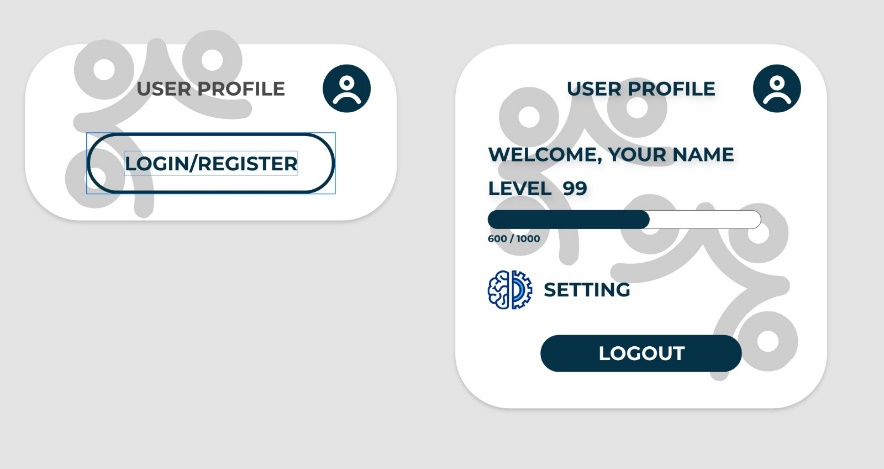 USER PROFILE
LOGIN/REGISTER
USER PROFILE
WELCOME, YOUR NAME
LEVEL 99
600 / 1000
SETTING
LOGOUT